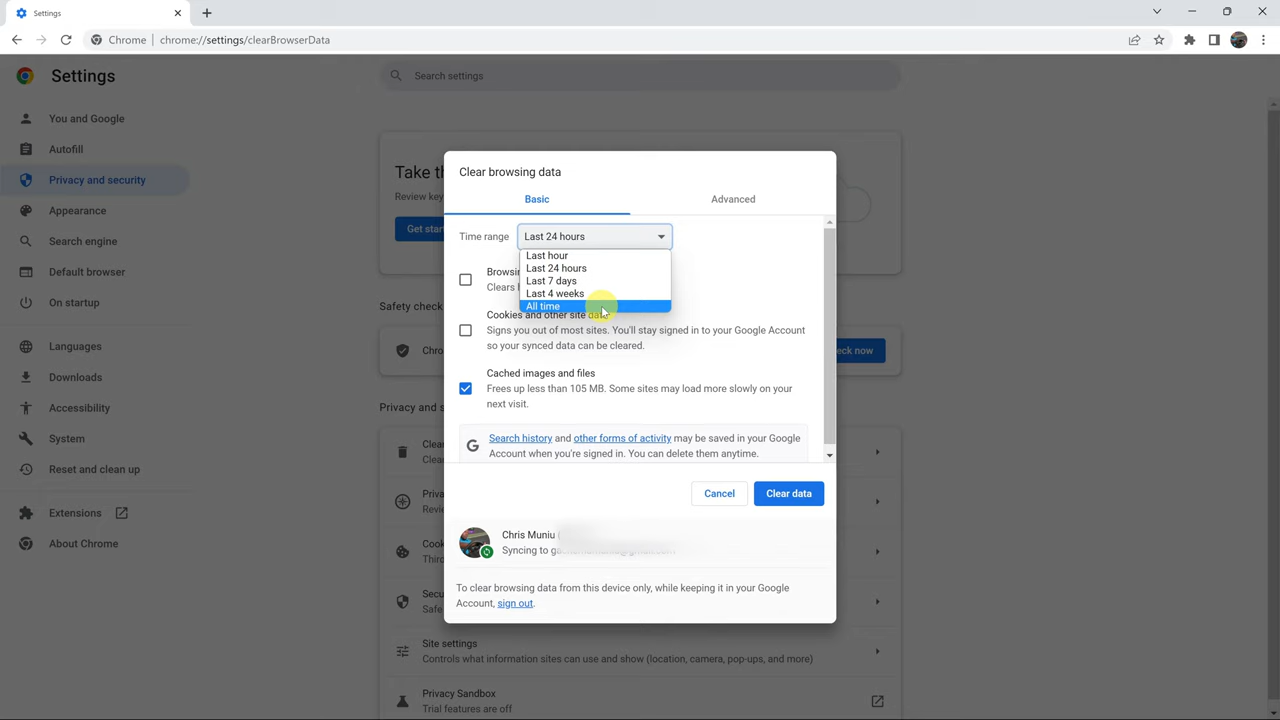 Settings
Chrome
chrome://settings/clearBrowserData
Settings
Search settings
You and Google
Autofill
Privacy and security
Appearance
Search engine
Default browser
On startup
Languages
Downloads
Accessibility
System
Reset and clean up
Extensions
About Chrome
Take th
Review key
Get start
Safety check
Chro
eck now
Privacy and s
Clea
Clea
Priva
Revie
Cook
Third
Secu
Safe
Site settings
Controls what information sites can use and show (location, camera, pop-ups, and more)
Privacy Sandbox
Trial features are off
Clear browsing data
Basic
Advanced
Time range
Last 24 hours
Last hour
Last 24 hours
Last 7 days
Last 4 weeks
All time
Browsi
Clears h
Cookies and other site data
Signs you out of most sites. You'll stay signed in to your Google Account
so your synced data can be cleared.
Cached images and files
Frees up less than 105 MB. Some sites may load more slowly on your
next visit.
Search history and other forms of activity may be saved in your Google
Account when you're signed in. You can delete them anytime.
Cancel
Clear data
Chris Muniu
Syncing to
To clear browsing data from this device only, while keeping it in your Google
Account, sign out.